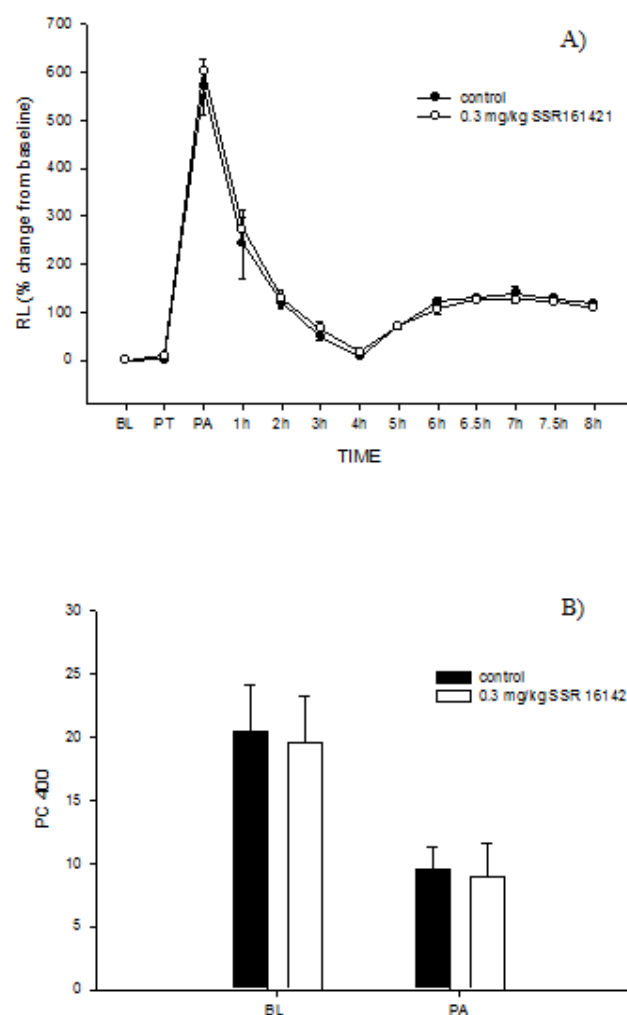 A)
700
600
500
400
300
200
100
0
RL (% change from baseline)
control
0.3 mg/kg SSR161421
BL PT PA 1h 2h 3h 4h 5h 6h 6.5h 7h 7.5h 8h
TIME
B)
30
25
20
15
10
5
0
PC 400
control
0.3 mg/kg SSR 16142
BL PA